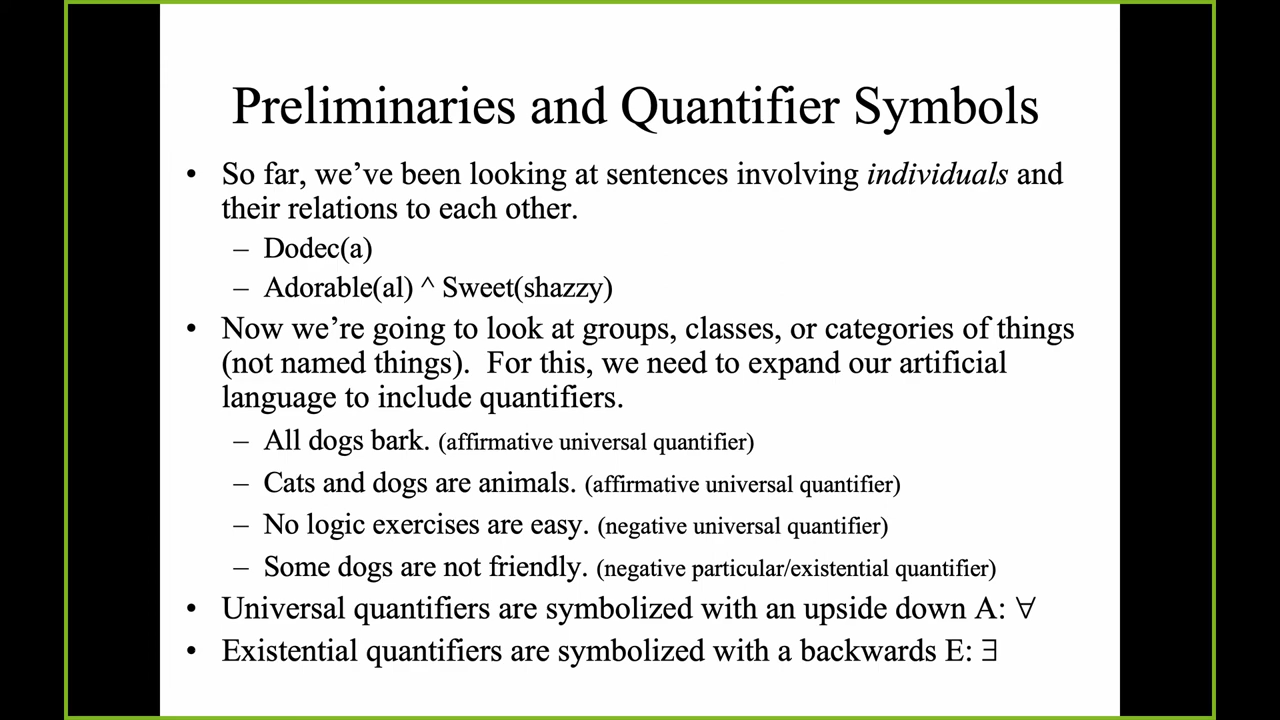 Preliminaries and Quantifier Symbols
• So far, we’ve been looking at sentences involving individuals and
their relations to each other.
– Dodec(a)
– Adorable(al) ^ Sweet(shazzy)
• Now we’re going to look at groups, classes, or categories of things
(not named things).  For this, we need to expand our artificial
language to include quantifiers.
– All dogs bark. (affirmative universal quantifier)
– Cats and dogs are animals. (affirmative universal quantifier)
– No logic exercises are easy. (negative universal quantifier)
– Some dogs are not friendly. (negative particular/existential quantifier)
• Universal quantifiers are symbolized with an upside down A: ∀
• Existential quantifiers are symbolized with a backwards E: ∃